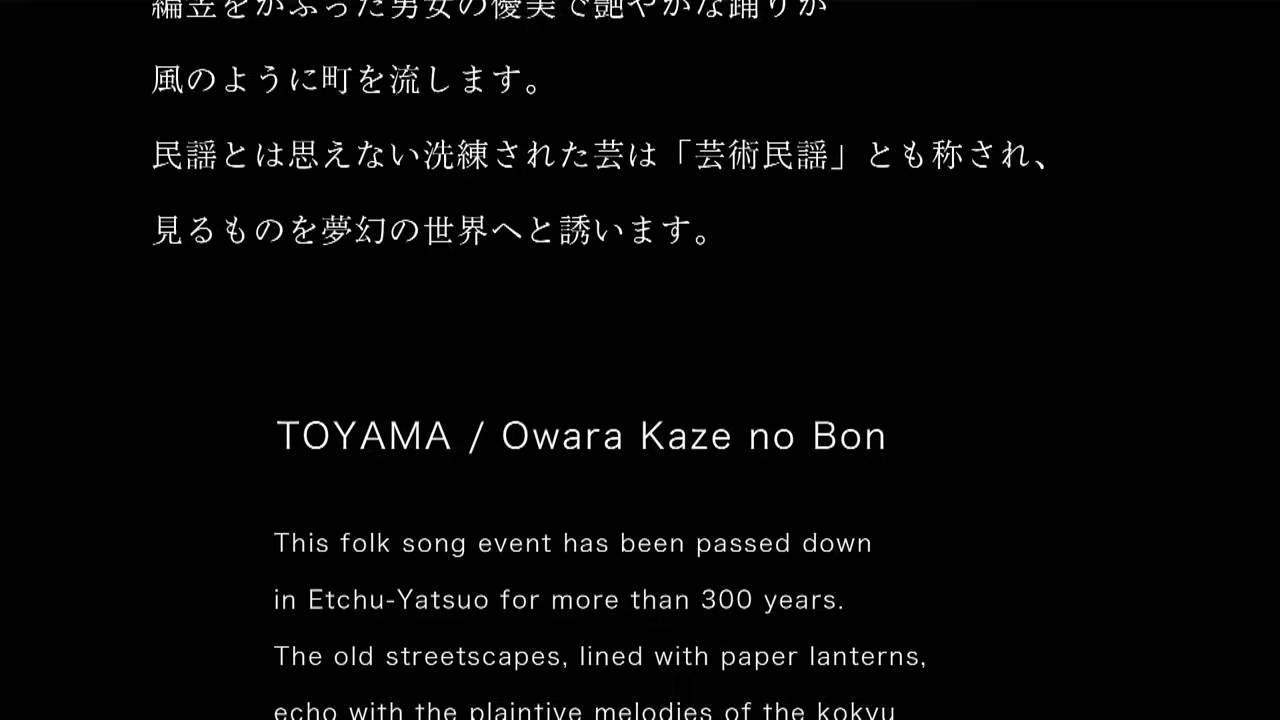 編笠をかぶった男女の優美で艶やかな踊りが
風のように町を流します。
民謡とは思えない洗練された芸は「芸術民謡」とも称され、
見るものを夢幻の世界へと誘います。
TOYAMA / Owara Kaze no Bon
This folk song event has been passed down
in Etchu-Yatsuo for more than 300 years.
The old streetscapes, lined with paper lanterns,
echo with the plaintive melodies of the kokyu